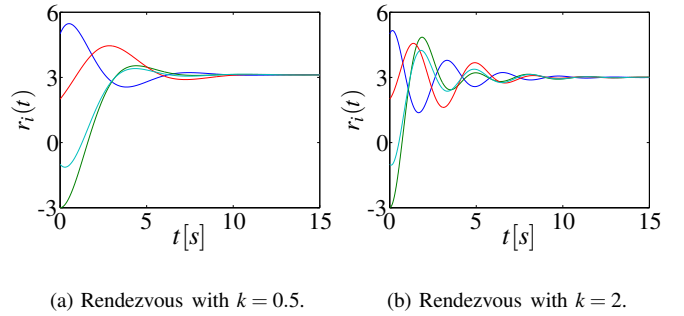 6
3
0
-3
r_i(t)
0 5 10 15
t[s]
6
3
0
-3
r_i(t)
0 5 10 15
t[s]
(a) Rendezvous with k = 0.5.
(b) Rendezvous with k = 2.